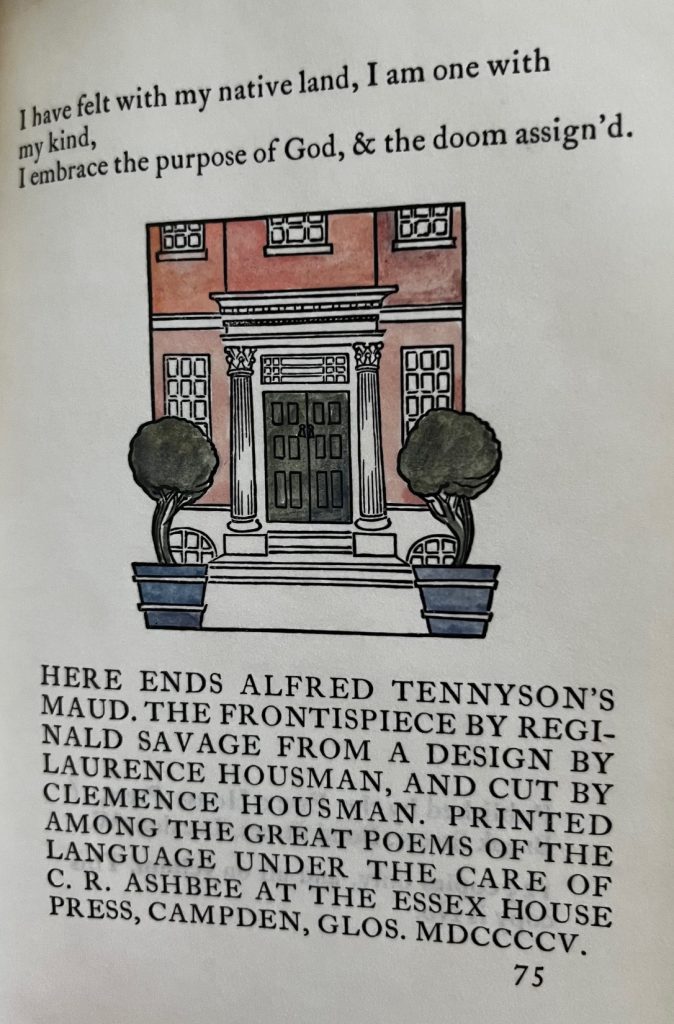 I have felt with my native land, I am one with
my kind,
I embrace the purpose of God, & the doom assign'd.
HERE ENDS ALFRED TENNYSON'S
MAUD. THE FRONTISPIECE BY REGI-
NALD SAVAGE FROM A DESIGN BY
LAURENCE HOUSMAN, AND CUT BY
CLEMENCE HOUSMAN. PRINTED
AMONG THE GREAT POEMS OF THE
LANGUAGE UNDER THE CARE OF
C. R. ASHBEE AT THE ESSEX HOUSE
PRESS, CAMPDEN, GLOS. MDCCCCV.
75